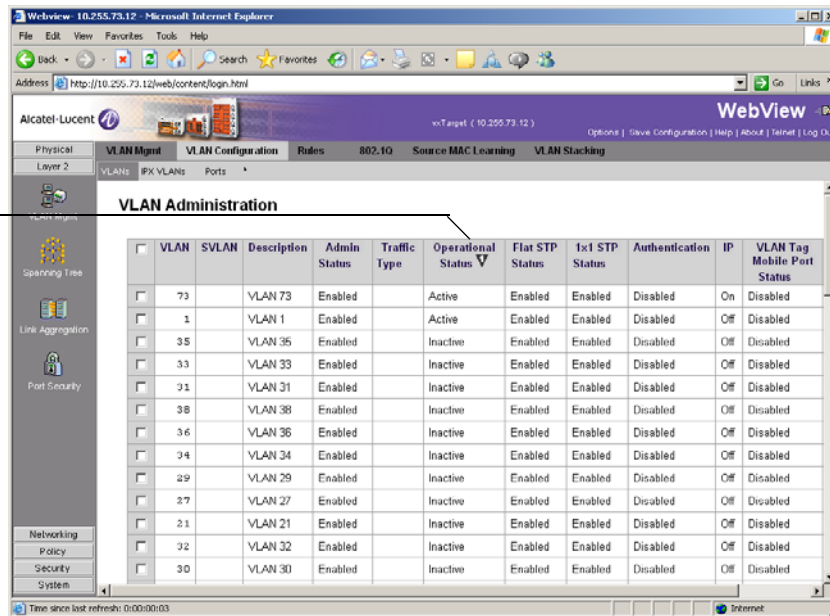 Webview- 10.255.73.12 - Microsoft Internet Explorer
File Edit View Favorites Tools Help
Back Search Favorites
Address http://10.255.73.12/web/content/login.html Go Links
Alcatel·Lucent vxTarget ( 10.255.73.12 ) WebView
Options | Save Configuration | Help | About | Telnet | Log Ou
Physical VLAN Mgmt VLAN Configuration Rules 802.1Q Source MAC Learning VLAN Stacking
Layer 2 VLANs IPX VLANs Ports
VLAN Mgmt
Spanning Tree
Link Aggregation
Port Security
Networking
Policy
Security
System
VLAN Administration
VLAN SVLAN Description Admin Status Traffic Type Operational Status Flat STP Status 1x1 STP Status Authentication IP VLAN Tag Mobile Port Status
73 VLAN 73 Enabled Active Enabled Enabled Disabled On Disabled
1 VLAN 1 Enabled Active Enabled Enabled Disabled Off Disabled
35 VLAN 35 Enabled Inactive Enabled Enabled Disabled Off Disabled
33 VLAN 33 Enabled Inactive Enabled Enabled Disabled Off Disabled
31 VLAN 31 Enabled Inactive Enabled Enabled Disabled Off Disabled
38 VLAN 38 Enabled Inactive Enabled Enabled Disabled Off Disabled
36 VLAN 36 Enabled Inactive Enabled Enabled Disabled Off Disabled
34 VLAN 34 Enabled Inactive Enabled Enabled Disabled Off Disabled
29 VLAN 29 Enabled Inactive Enabled Enabled Disabled Off Disabled
27 VLAN 27 Enabled Inactive Enabled Enabled Disabled Off Disabled
21 VLAN 21 Enabled Inactive Enabled Enabled Disabled Off Disabled
32 VLAN 32 Enabled Inactive Enabled Enabled Disabled Off Disabled
30 VLAN 30 Enabled Inactive Enabled Enabled Disabled Off Disabled
Time since last refresh: 0:00:00:03 Internet